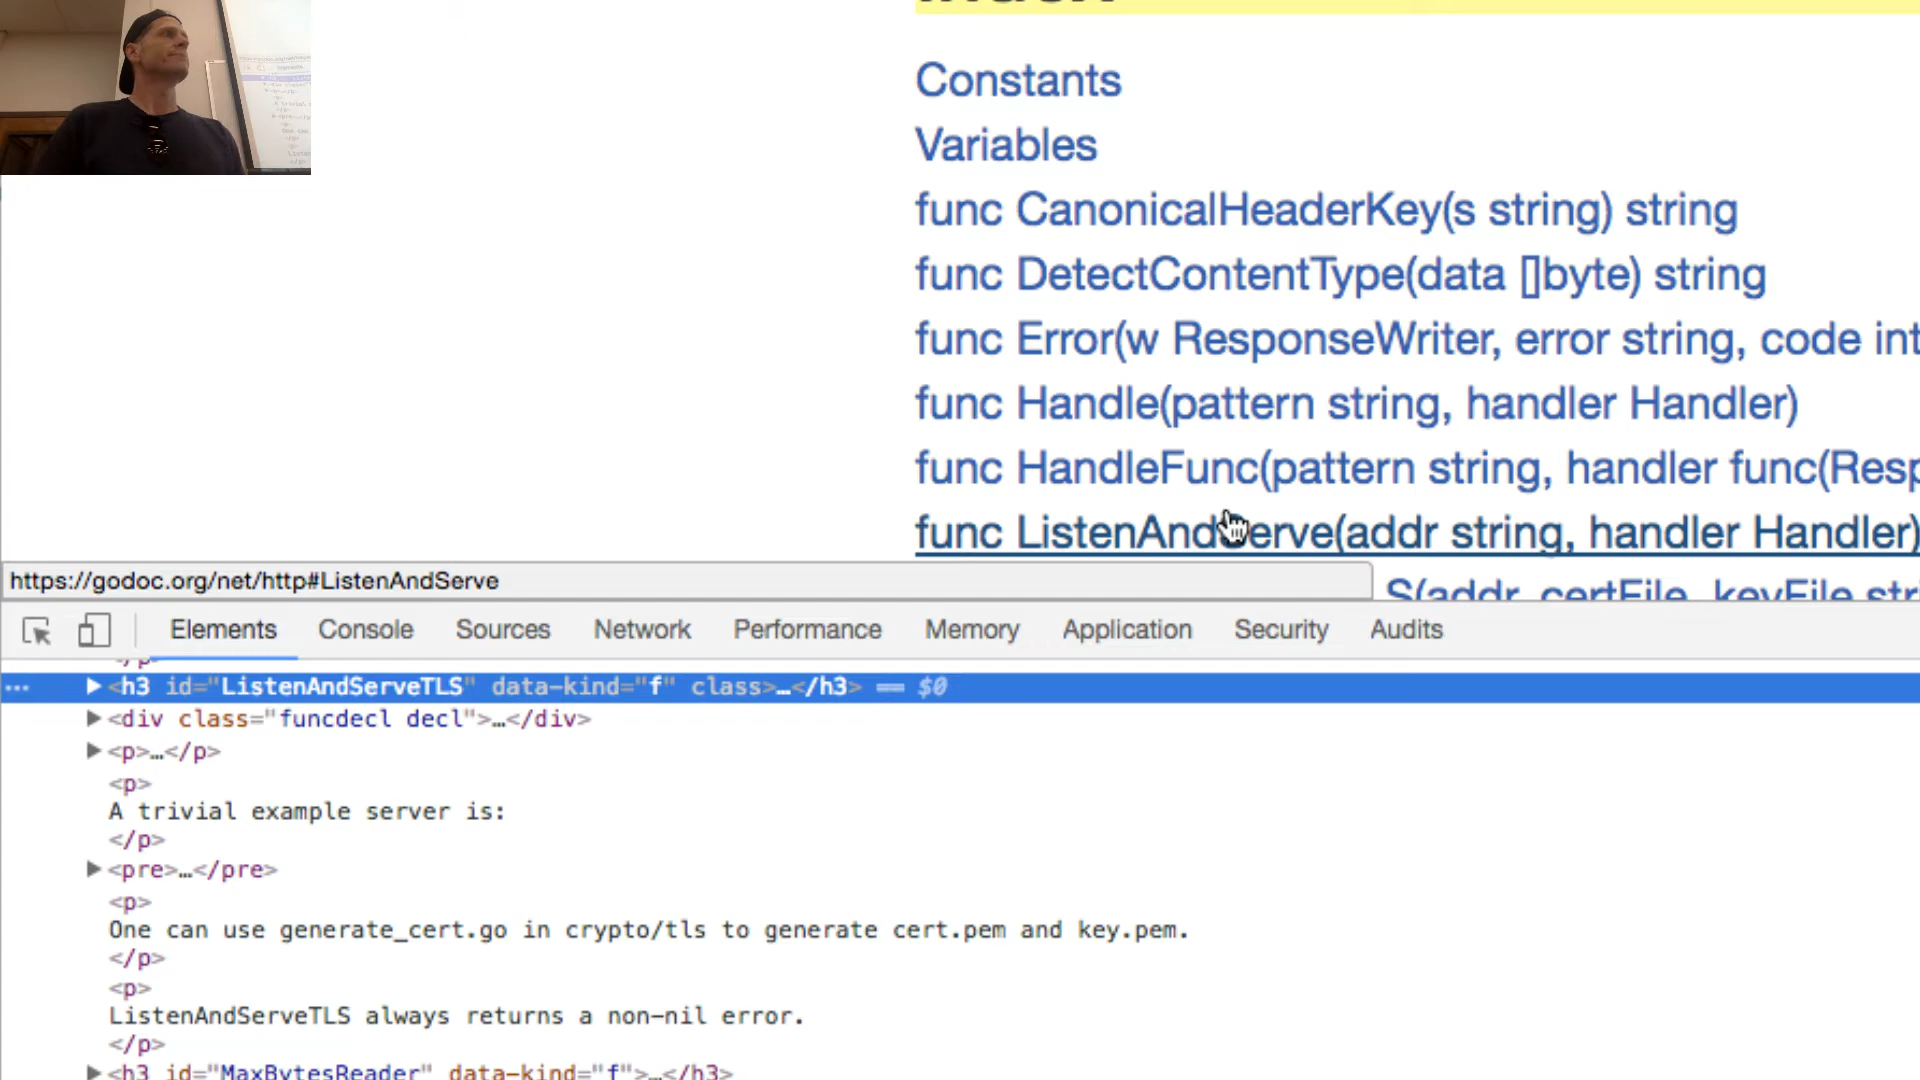 Index
Constants
Variables
func CanonicalHeaderKey(s string) string
func DetectContentType(data []byte) string
func Error(w ResponseWriter, error string, code int
func Handle(pattern string, handler Handler)
func HandleFunc(pattern string, handler func(Resp
func ListenAndServe(addr string, handler Handler)
S(addr, certFile, keyFile stri
https://godoc.org/net/http#ListenAndServe
Elements Console Sources Network Performance Memory Application Security Audits
</p>
… ▶<h3 id="ListenAndServeTLS" data-kind="f" class>…</h3> == $0
▶<div class="funcdecl decl">…</div>
▶<p>…</p>
<p>
A trivial example server is:
</p>
▶<pre>…</pre>
<p>
One can use generate_cert.go in crypto/tls to generate cert.pem and key.pem.
</p>
<p>
ListenAndServeTLS always returns a non-nil error.
</p>
▶<h3 id="MaxBytesReader" data-kind="f">…</h3>